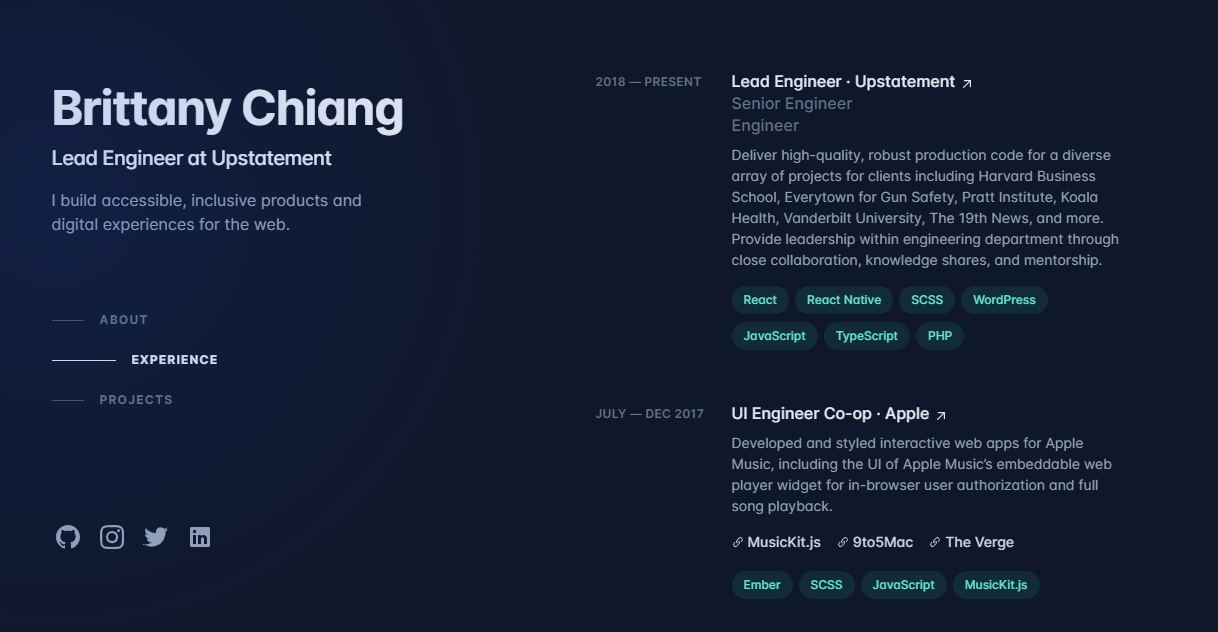 Brittany Chiang
Lead Engineer at Upstatement
I build accessible, inclusive products and
digital experiences for the web.
ABOUT
EXPERIENCE
PROJECTS
2018 — PRESENT
Lead Engineer · Upstatement
Senior Engineer
Engineer
Deliver high-quality, robust production code for a diverse
array of projects for clients including Harvard Business
School, Everytown for Gun Safety, Pratt Institute, Koala
Health, Vanderbilt University, The 19th News, and more.
Provide leadership within engineering department through
close collaboration, knowledge shares, and mentorship.
React React Native SCSS WordPress
JavaScript TypeScript PHP
JULY — DEC 2017
UI Engineer Co-op · Apple
Developed and styled interactive web apps for Apple
Music, including the UI of Apple Music’s embeddable web
player widget for in-browser user authorization and full
song playback.
MusicKit.js 9to5Mac The Verge
Ember SCSS JavaScript MusicKit.js